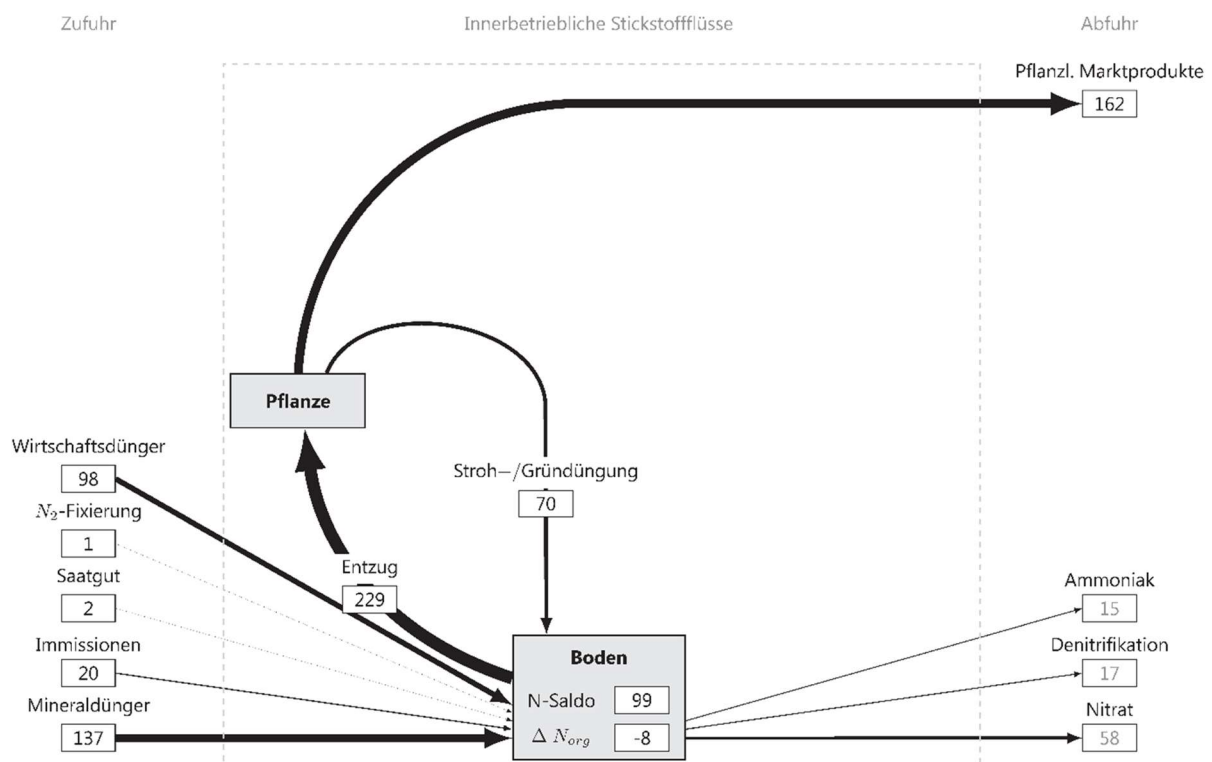 Zufuhr
Innerbetriebliche Stickstoffflüsse
Abfuhr
Pflanzl. Marktprodukte
162
Pflanze
Wirtschaftsdünger
98
N₂-Fixierung
1
Saatgut
2
Immissionen
20
Mineraldünger
137
Stroh−/Gründüngung
70
Entzug
229
Boden
N-Saldo 99
Δ Nₒᵣg -8
Ammoniak
15
Denitrifikation
17
Nitrat
58